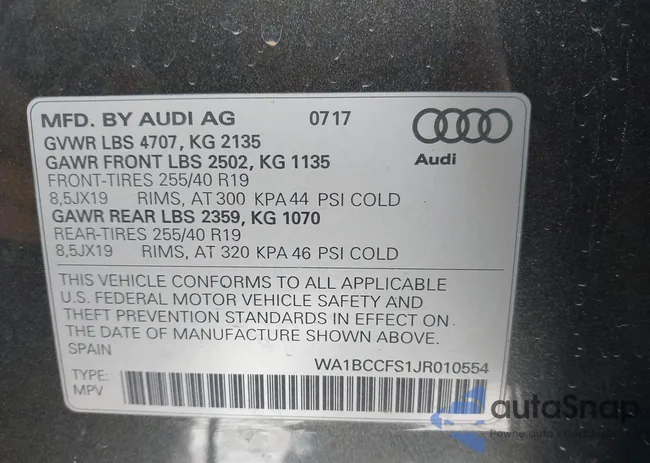 MFD. BY AUDI AG 0717
GVWR LBS 4707, KG 2135
GAWR FRONT LBS 2502, KG 1135
FRONT-TIRES 255/40 R19
8,5JX19 RIMS, AT 300 KPA 44 PSI COLD
GAWR REAR LBS 2359, KG 1070
REAR-TIRES 255/40 R19
8,5JX19 RIMS, AT 320 KPA 46 PSI COLD
Audi
THIS VEHICLE CONFORMS TO ALL APPLICABLE
U.S. FEDERAL MOTOR VEHICLE SAFETY AND
THEFT PREVENTION STANDARDS IN EFFECT ON
THE DATE OF MANUFACTURE SHOWN ABOVE.
SPAIN
WA1BCCFS1JR010554
TYPE:
MPV
autaSnap
Pewne auta z